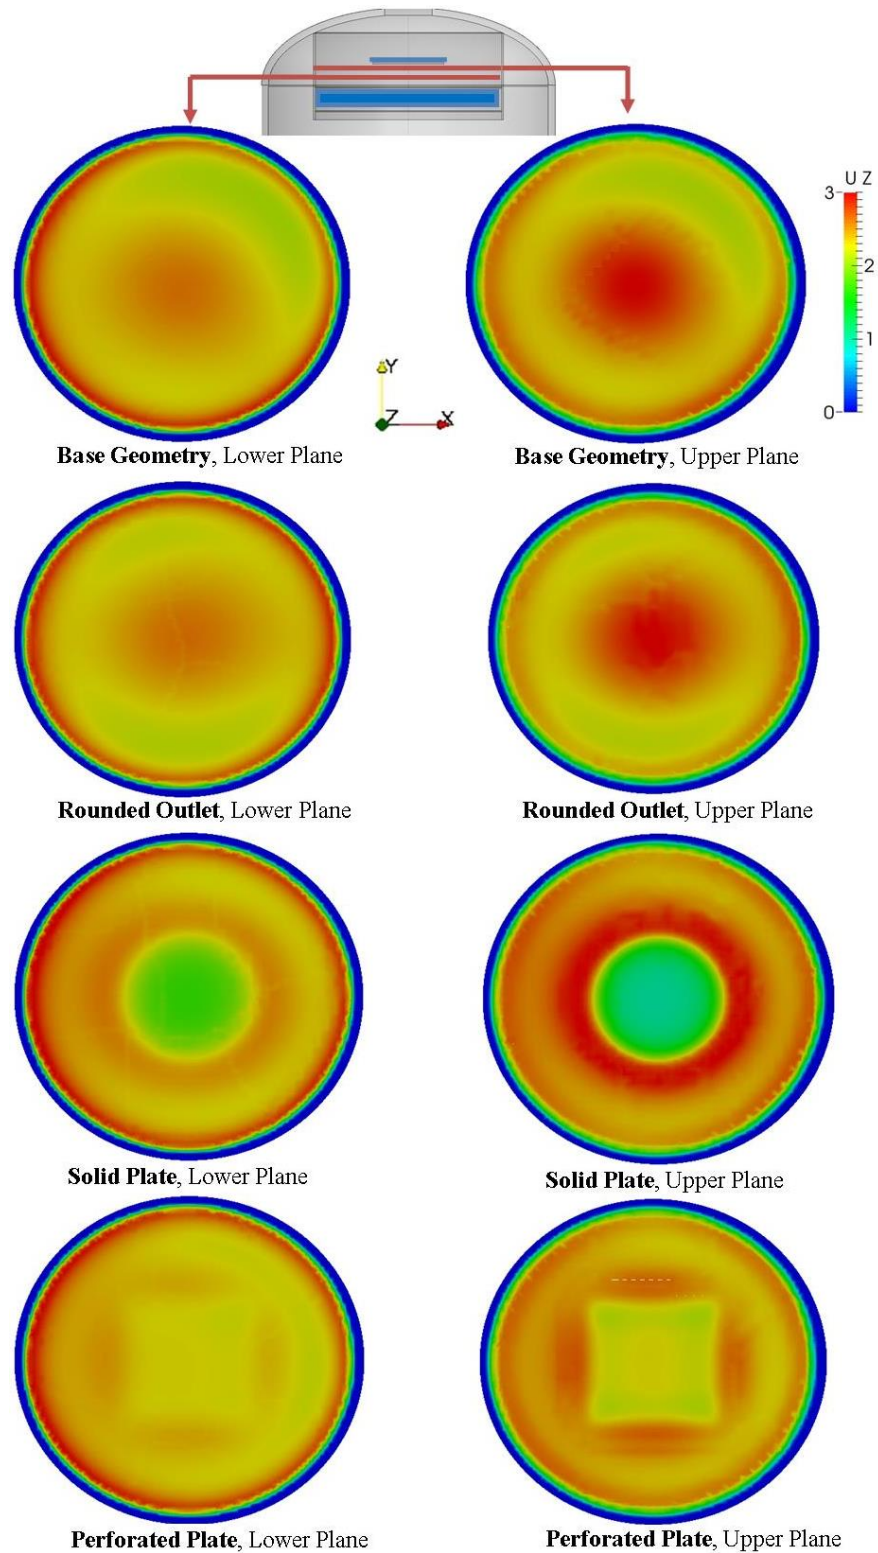 U Z
3
2
1
0
Y
Z
X
Base Geometry, Lower Plane
Base Geometry, Upper Plane
Rounded Outlet, Lower Plane
Rounded Outlet, Upper Plane
Solid Plate, Lower Plane
Solid Plate, Upper Plane
Perforated Plate, Lower Plane
Perforated Plate, Upper Plane